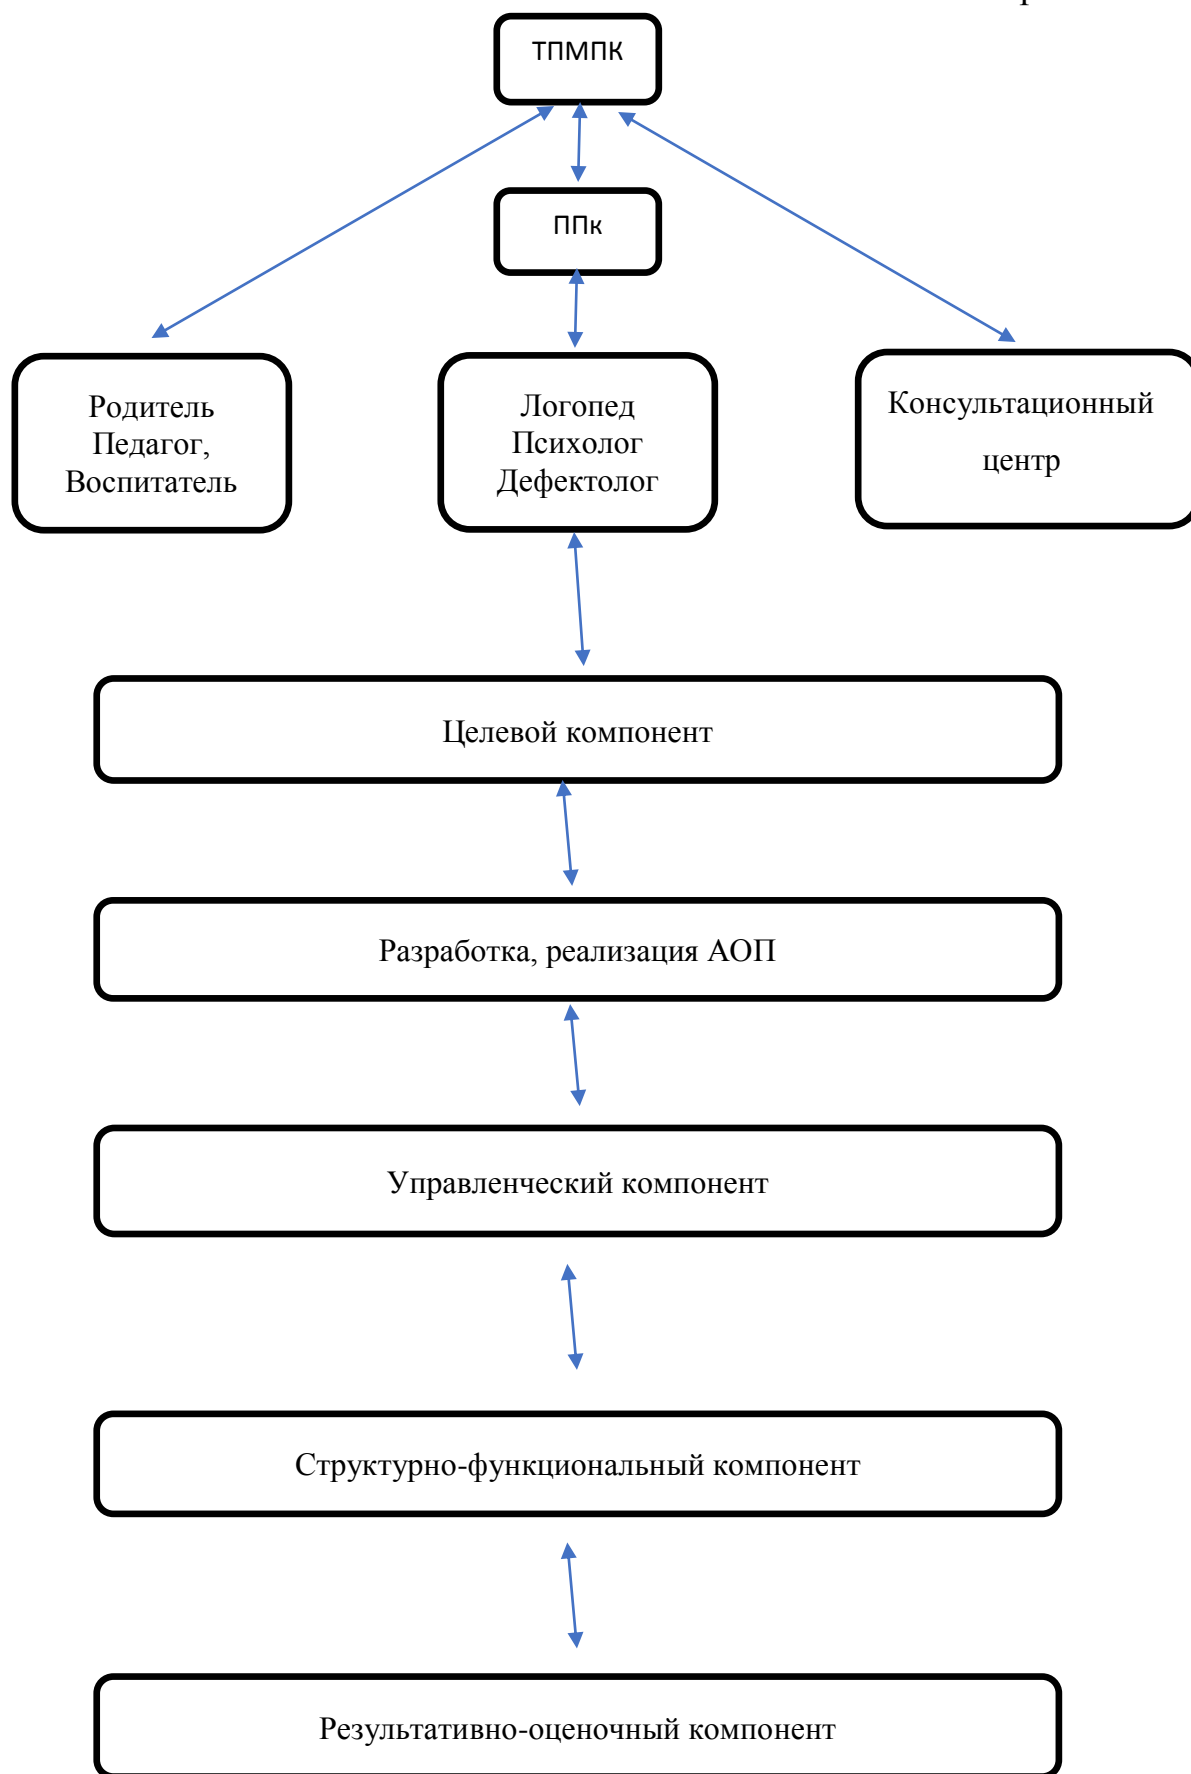 ТПМПК
ППк
Родитель
Педагог,
Воспитатель
Логопед
Психолог
Дефектолог
Консультационный
центр
Целевой компонент
Разработка, реализация АОП
Управленческий компонент
Структурно-функциональный компонент
Результативно-оценочный компонент